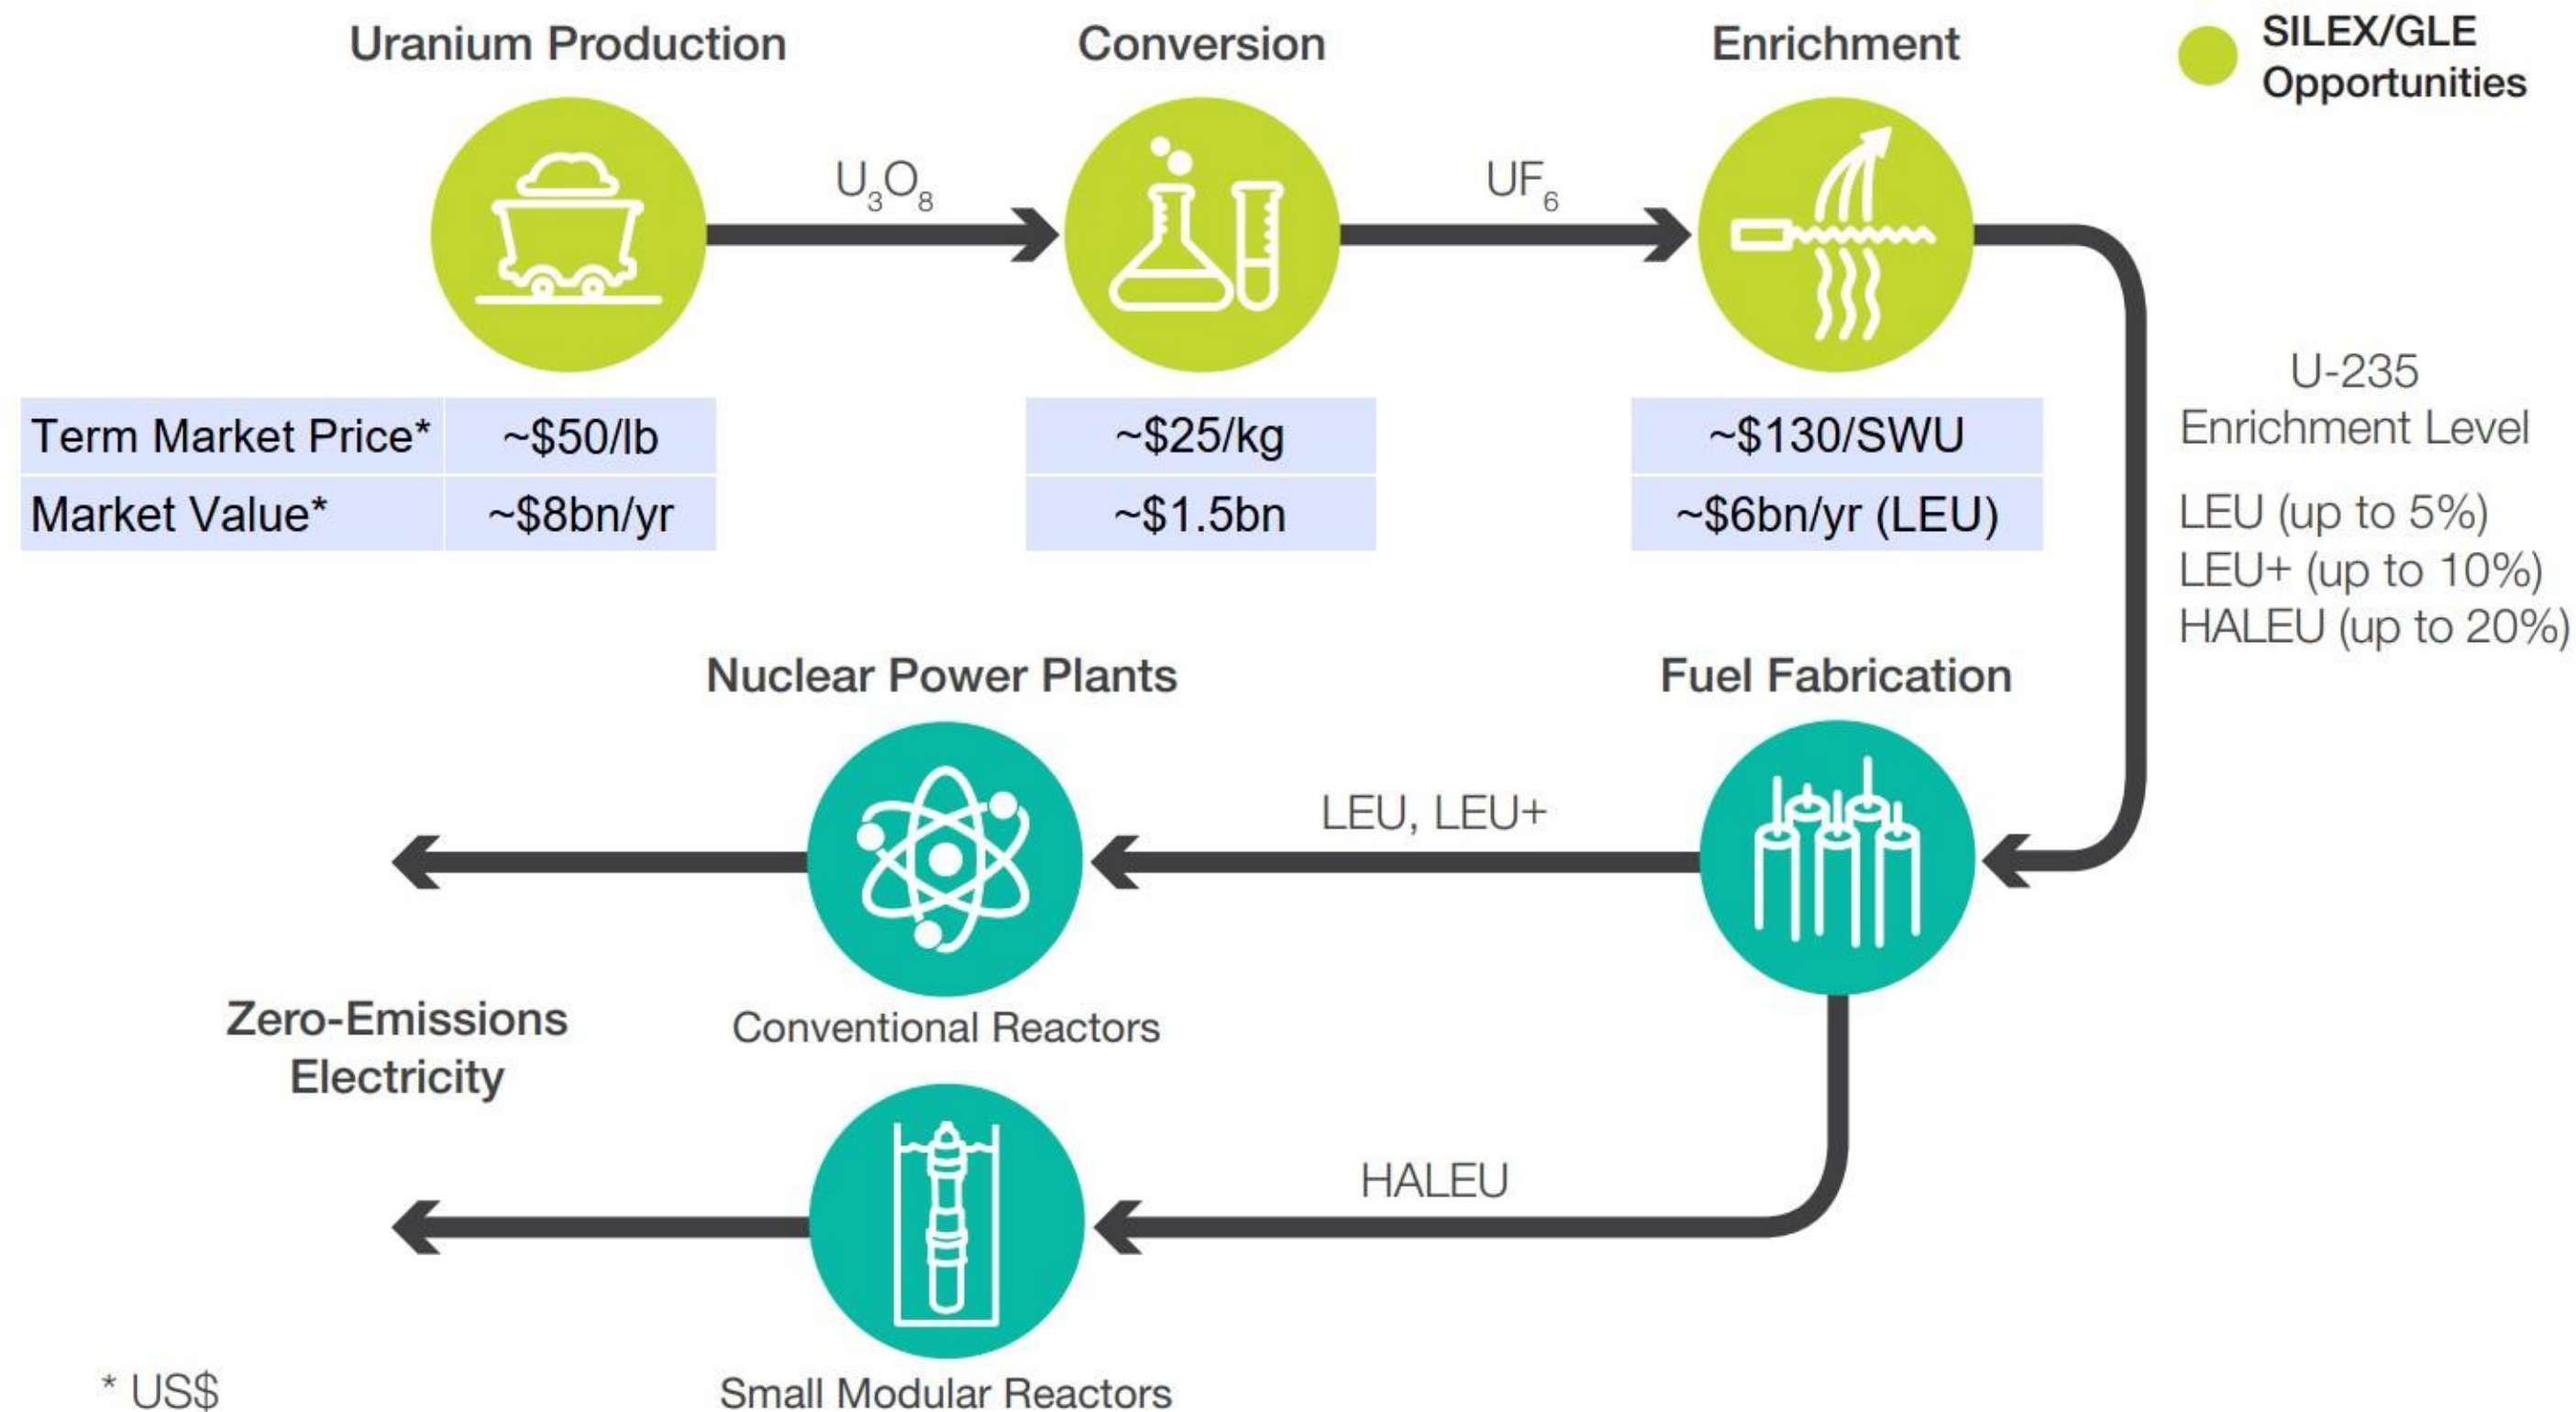 Uranium Production
Conversion
Enrichment
SILEX/GLE
Opportunities
U₃O₈
UF₆
Term Market Price* ~$50/lb ~$25/kg ~$130/SWU
Market Value* ~$8bn/yr ~$1.5bn ~$6bn/yr (LEU)
U-235
Enrichment Level
LEU (up to 5%)
LEU+ (up to 10%)
HALEU (up to 20%)
Nuclear Power Plants
Fuel Fabrication
LEU, LEU+
Conventional Reactors
Zero-Emissions
Electricity
HALEU
Small Modular Reactors
* US$